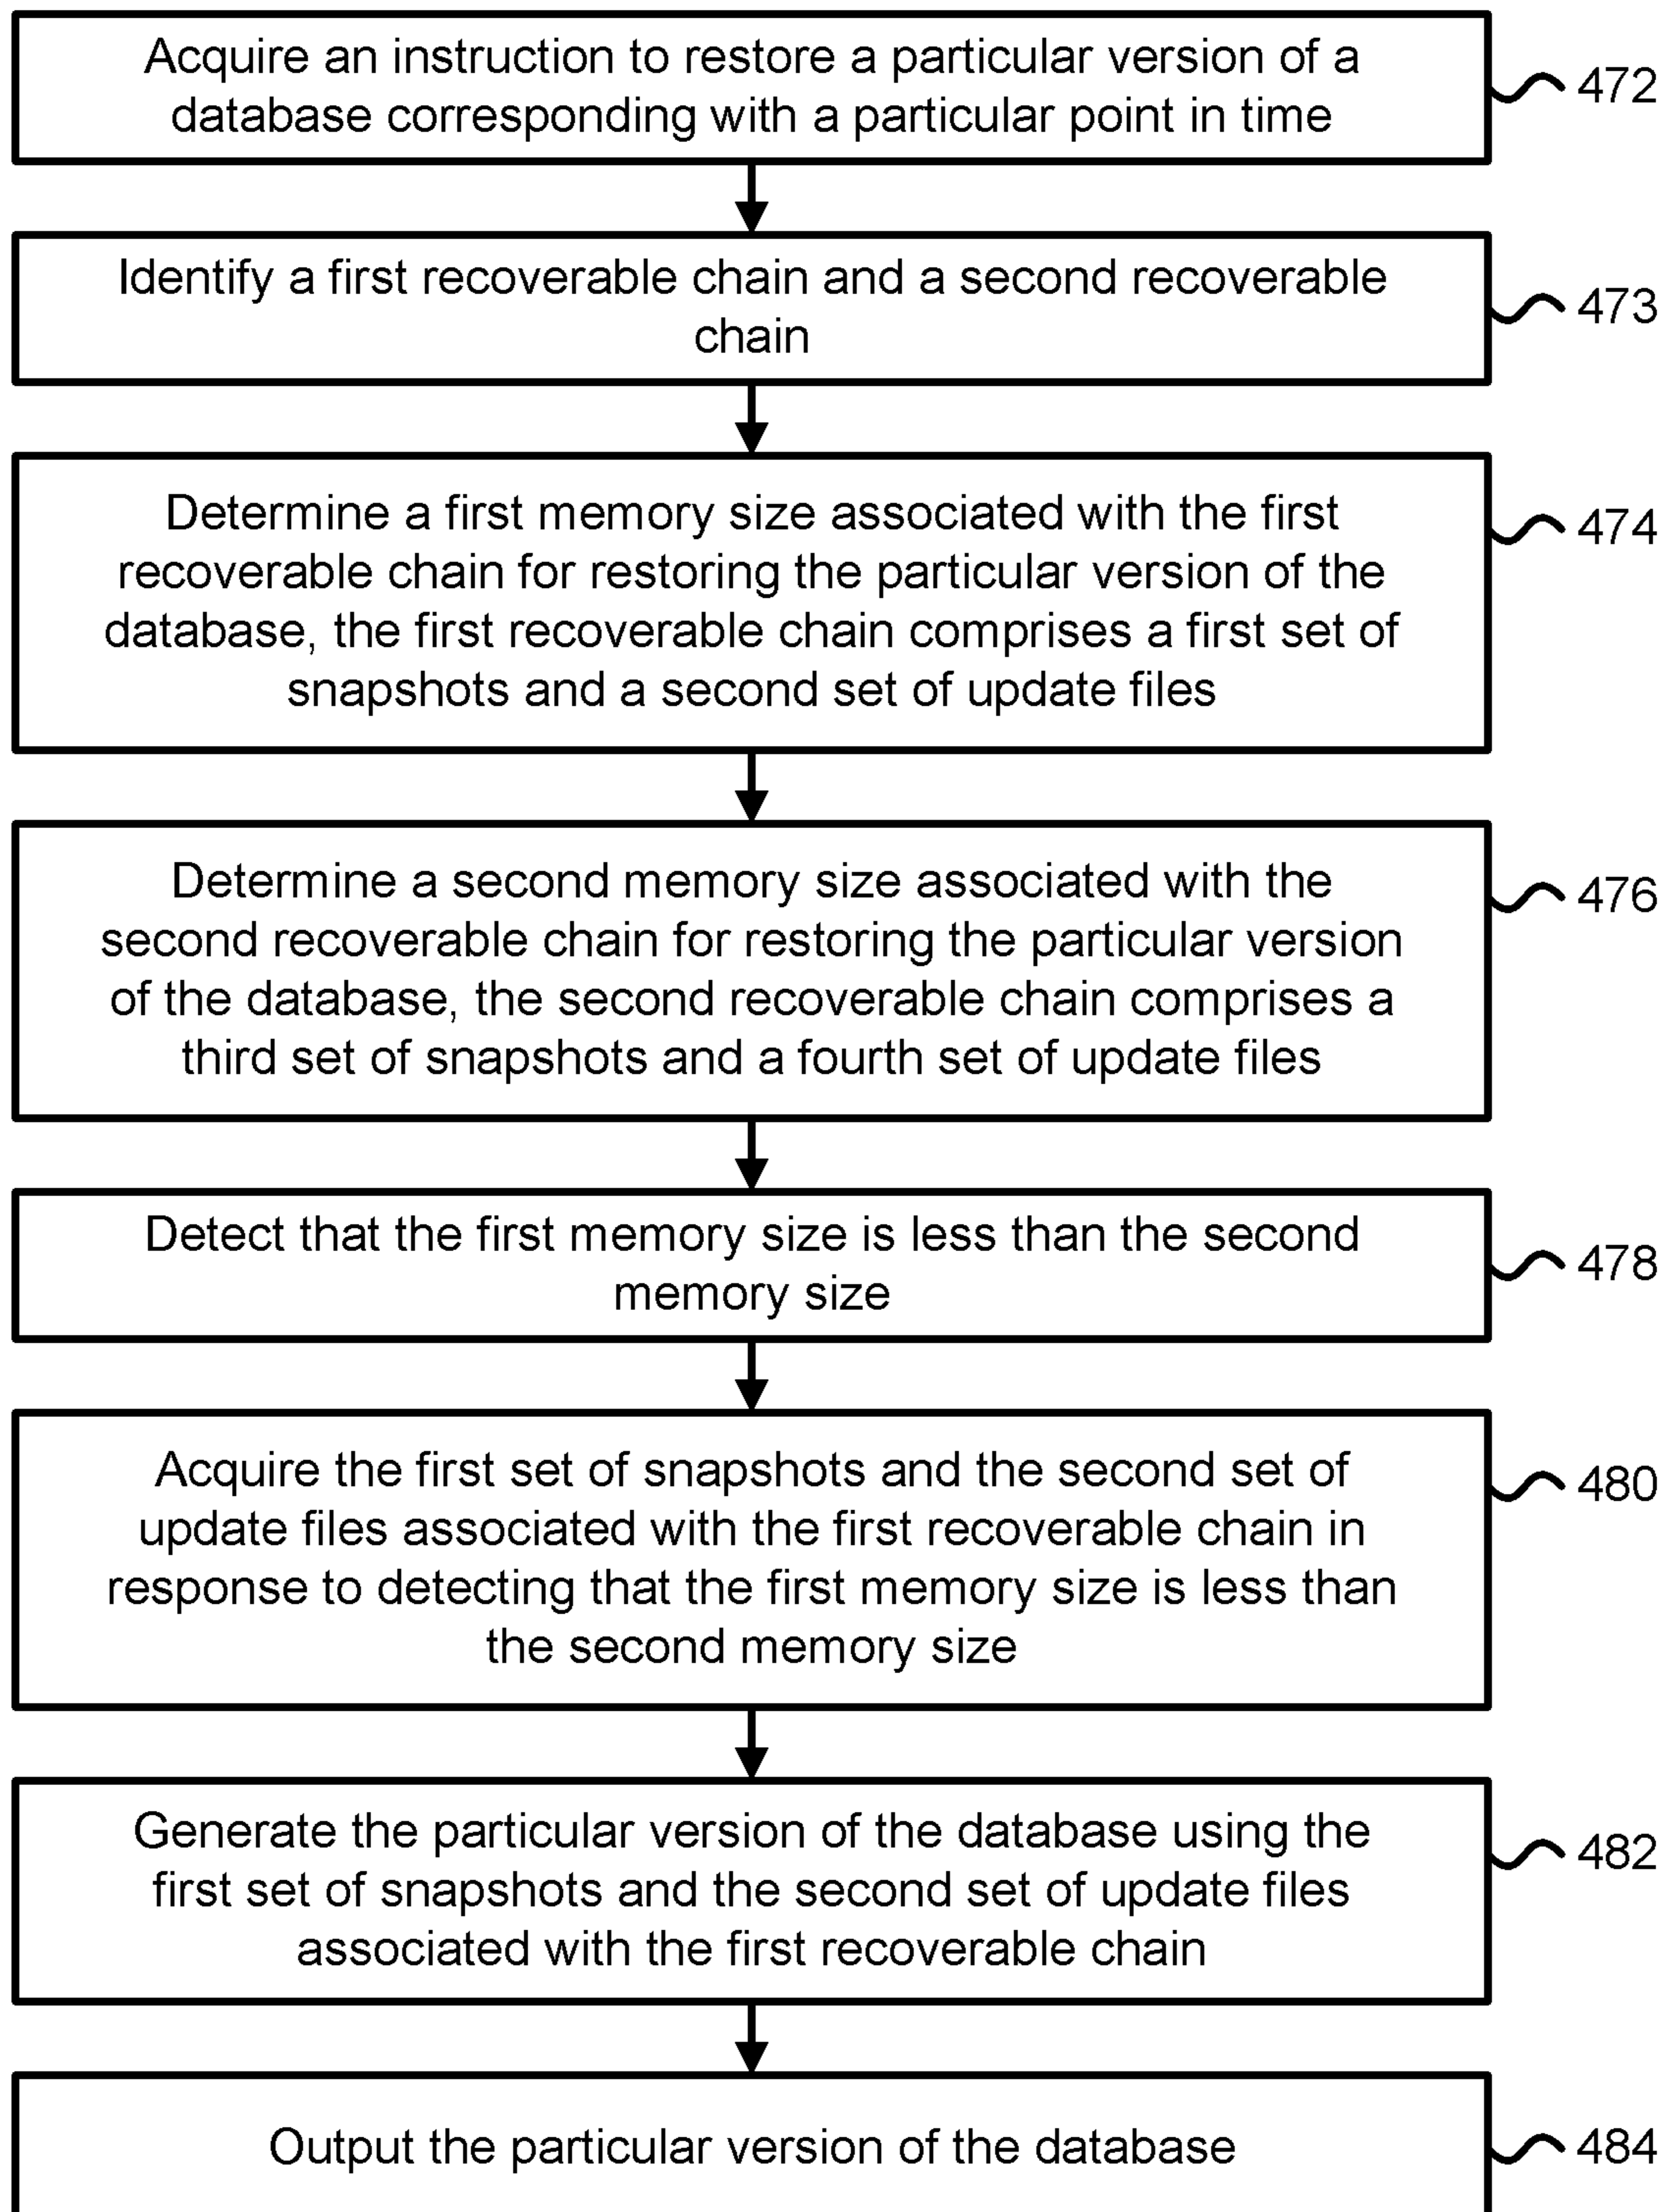 Acquire an instruction to restore a particular version of a
database corresponding with a particular point in time
472
Identify a first recoverable chain and a second recoverable
chain
473
Determine a first memory size associated with the first
recoverable chain for restoring the particular version of the
database, the first recoverable chain comprises a first set of
snapshots and a second set of update files
474
Determine a second memory size associated with the
second recoverable chain for restoring the particular version
of the database, the second recoverable chain comprises a
third set of snapshots and a fourth set of update files
476
Detect that the first memory size is less than the second
memory size
478
Acquire the first set of snapshots and the second set of
update files associated with the first recoverable chain in
response to detecting that the first memory size is less than
the second memory size
480
Generate the particular version of the database using the
first set of snapshots and the second set of update files
associated with the first recoverable chain
482
Output the particular version of the database
484